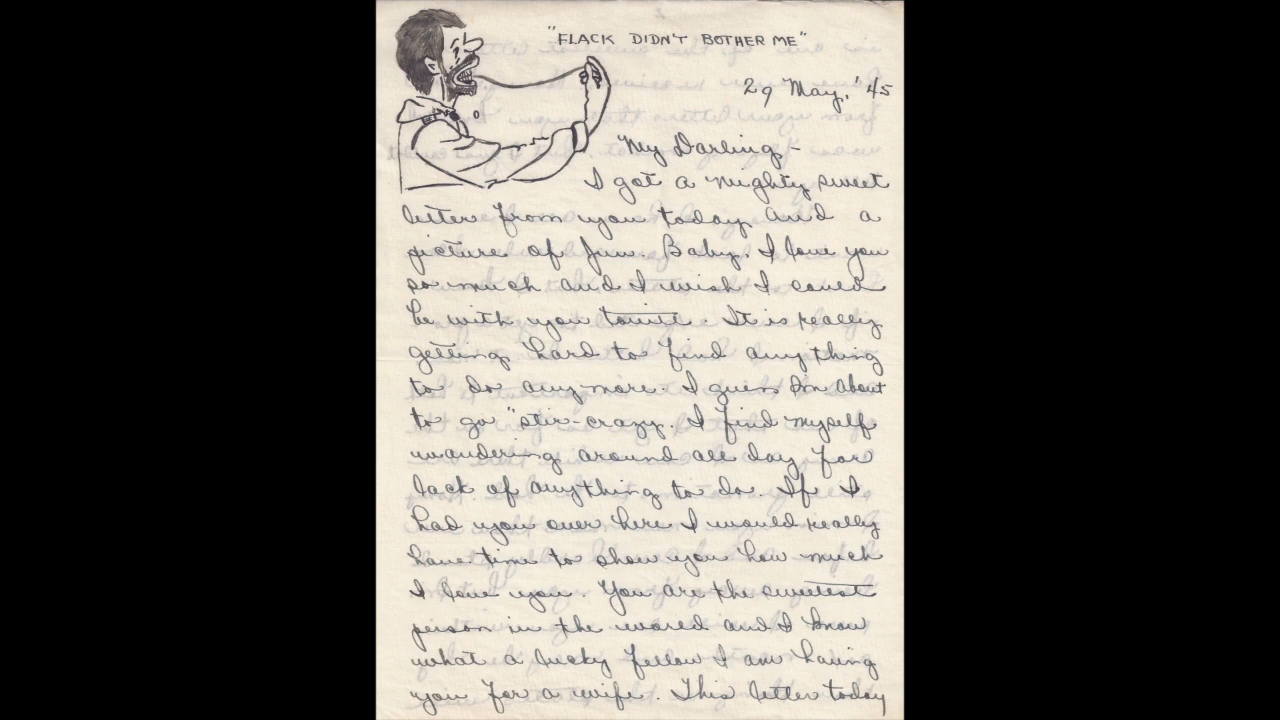 "FLACK DIDN'T BOTHER ME"
29 May, '45
My Darling -
I got a mighty sweet
letter from you today and a
picture of Jim. Baby, I love you
so much and I wish I could
be with you tonite. It is really
getting hard to find anything
to do any more. I guess I'm about
to go "stir-crazy. I find myself
wandering around all day for
lack of anything to do. If I
had you over here I would really
have time to show you how much
I love you. You are the sweetest
person in the world and I know
what a lucky fellow I am having
you for a wife. This letter today